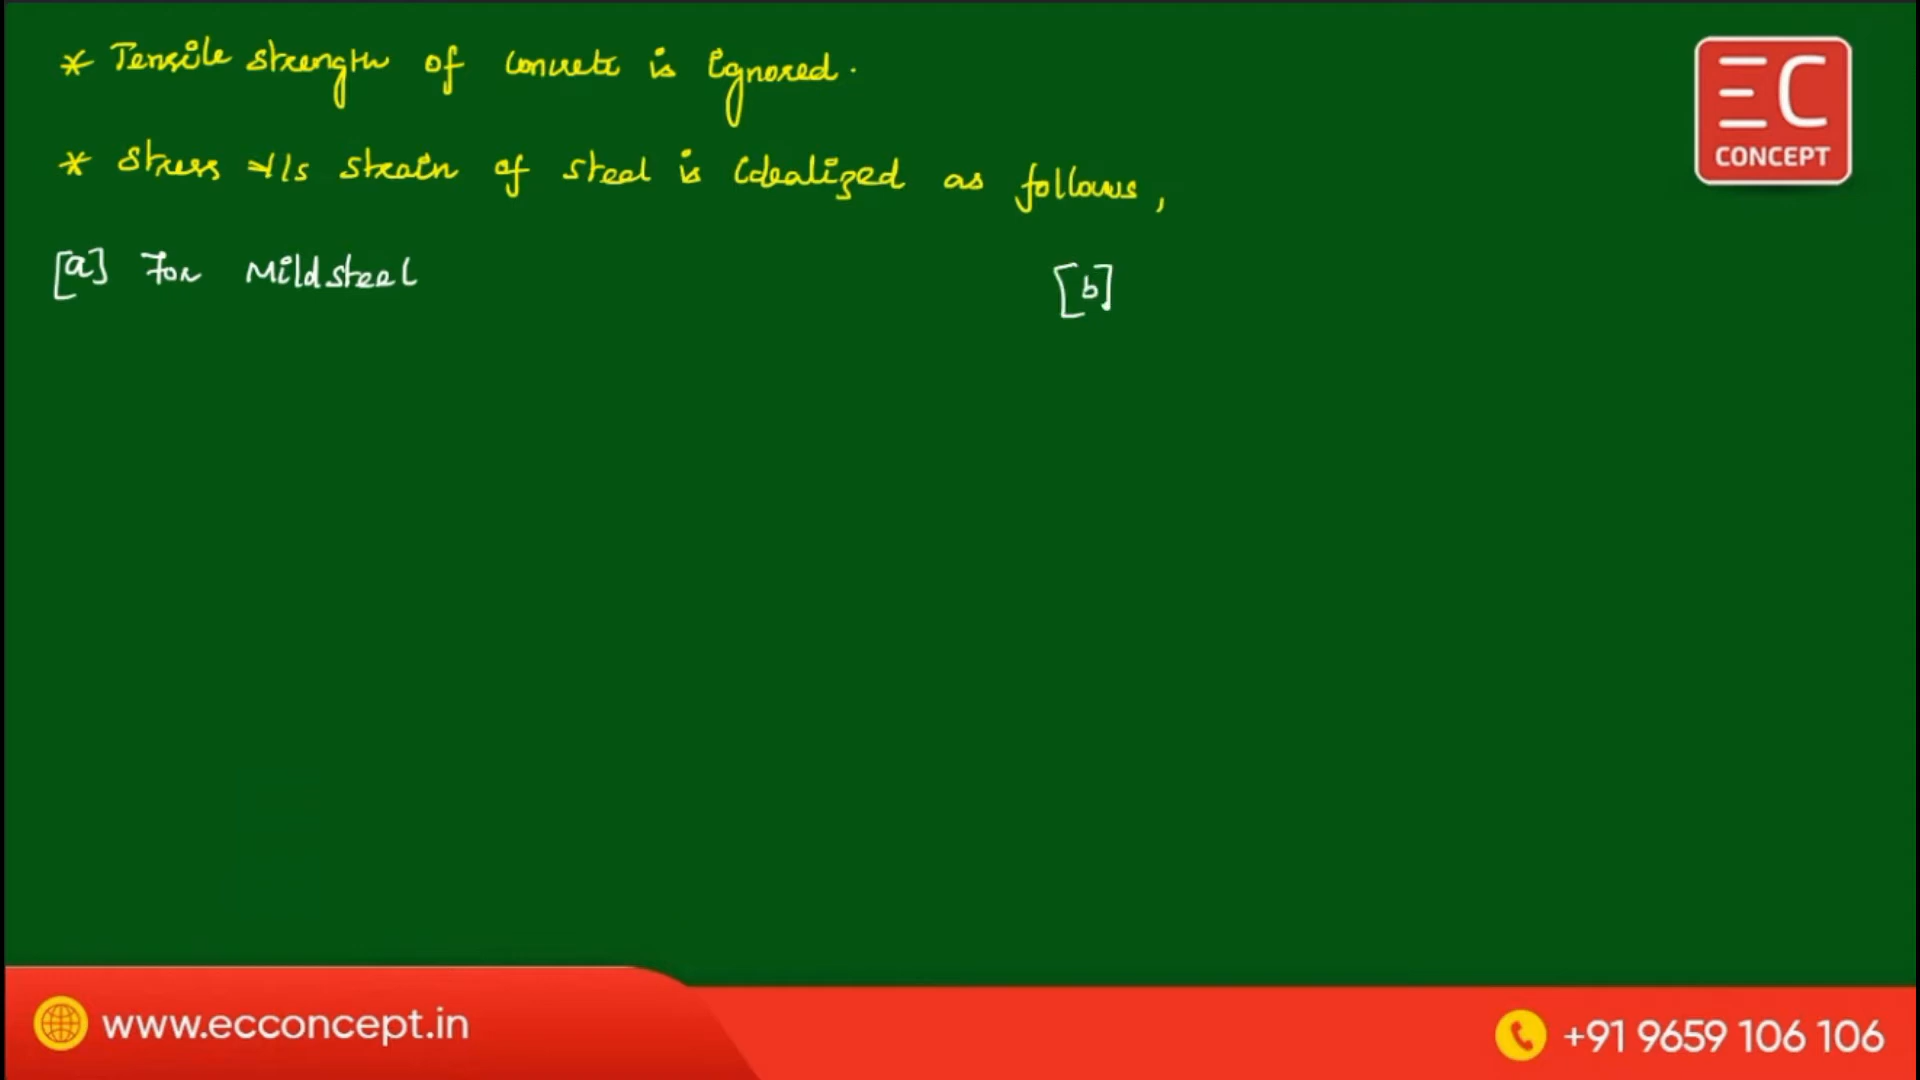 * Tensile strength of concrete is ignored.
* Stress v/s strain of steel is idealized as follows,
[a] For Mild steel
[b]
EC
CONCEPT
www.ecconcept.in
+91 9659 106 106